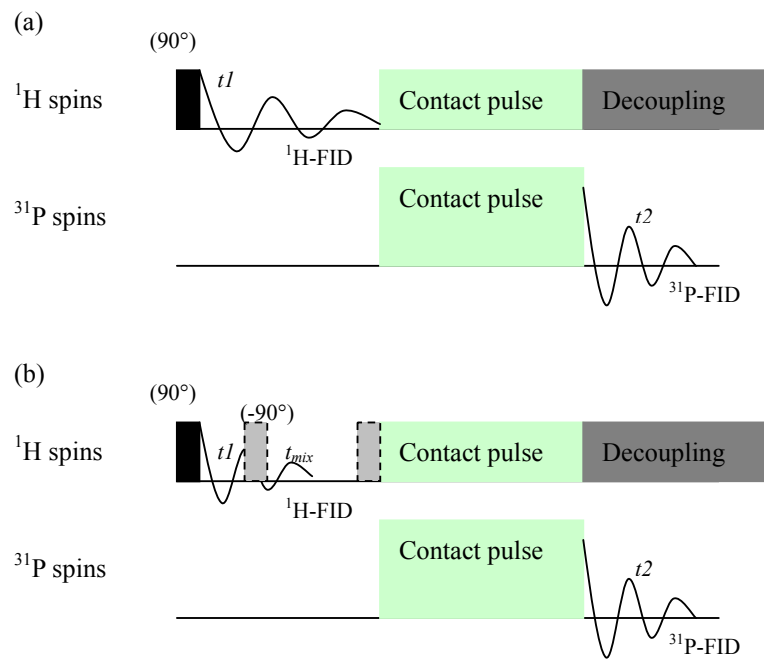 (a)
(90°)
¹H spins
t1
Contact pulse
Decoupling
¹H-FID
³¹P spins
Contact pulse
t2
³¹P-FID
(b)
(90°)
(-90°)
¹H spins
t1
t_mix
Contact pulse
Decoupling
¹H-FID
³¹P spins
Contact pulse
t2
³¹P-FID